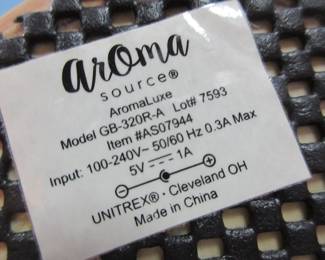 arOma
source®
AromaLuxe
Model GB-320R-A Lot# 7593
Item #AS07944
Input: 100-240V~ 50/60 Hz 0.3A Max
5V ⎓ 1A
UNITREX® · Cleveland OH
Made in China